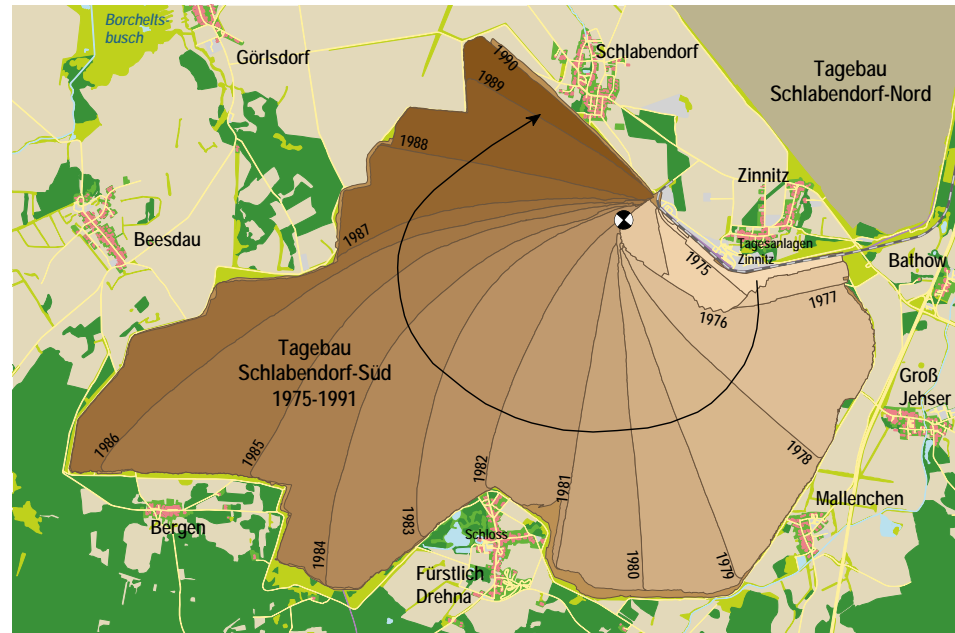 Borchelts-
busch
Görlsdorf
Schlabendorf
Tagebau
Schlabendorf-Nord
1990
1989
1988
Zinnitz
1987
Beesdau
Tagesanlagen
Zinnitz
1975
Bathow
1976
1977
Tagebau
Schlabendorf-Süd
1975-1991
Groß
Jehser
1986
1985
1984
1983
1982
1981
1980
1979
1978
Mallenchen
Bergen
Schloss
Fürstlich
Drehna